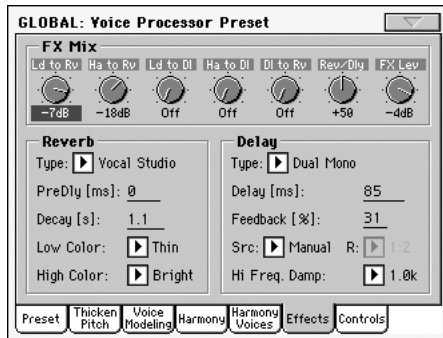 GLOBAL: Voice Processor Preset
FX Mix
Ld to Rv Ha to Rv Ld to Dl Ha to Dl Dl to Rv Rev/Dly FX Lev
-7dB -18dB Off Off Off +50 -4dB
Reverb
Type: Vocal Studio
PreDly [ms]: 0
Decay [s]: 1.1
Low Color: Thin
High Color: Bright
Delay
Type: Dual Mono
Delay [ms]: 85
Feedback [%]: 31
Src: Manual R: 1:2
Hi Freq. Damp: 1.0k
Preset Thicken Pitch Voice Modeling Harmony Harmony Voices Effects Controls